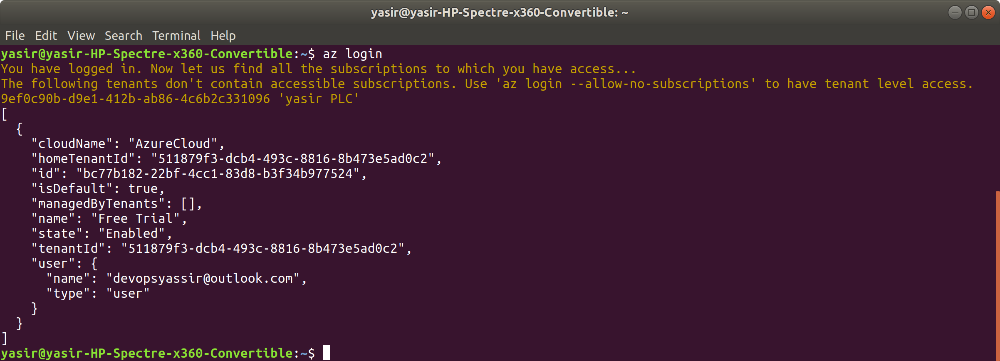 yasir@yasir-HP-Spectre-x360-Convertible: ~
File Edit View Search Terminal Help
yasir@yasir-HP-Spectre-x360-Convertible:~$ az login
You have logged in. Now let us find all the subscriptions to which you have access...
The following tenants don't contain accessible subscriptions. Use 'az login --allow-no-subscriptions' to have tenant level access.
9ef0c90b-d9e1-412b-ab86-4c6b2c331096 'yasir PLC'
[
  {
    "cloudName": "AzureCloud",
    "homeTenantId": "511879f3-dcb4-493c-8816-8b473e5ad0c2",
    "id": "bc77b182-22bf-4cc1-83d8-b3f34b977524",
    "isDefault": true,
    "managedByTenants": [],
    "name": "Free Trial",
    "state": "Enabled",
    "tenantId": "511879f3-dcb4-493c-8816-8b473e5ad0c2",
    "user": {
      "name": "devopsyassir@outlook.com",
      "type": "user"
    }
  }
]
yasir@yasir-HP-Spectre-x360-Convertible:~$